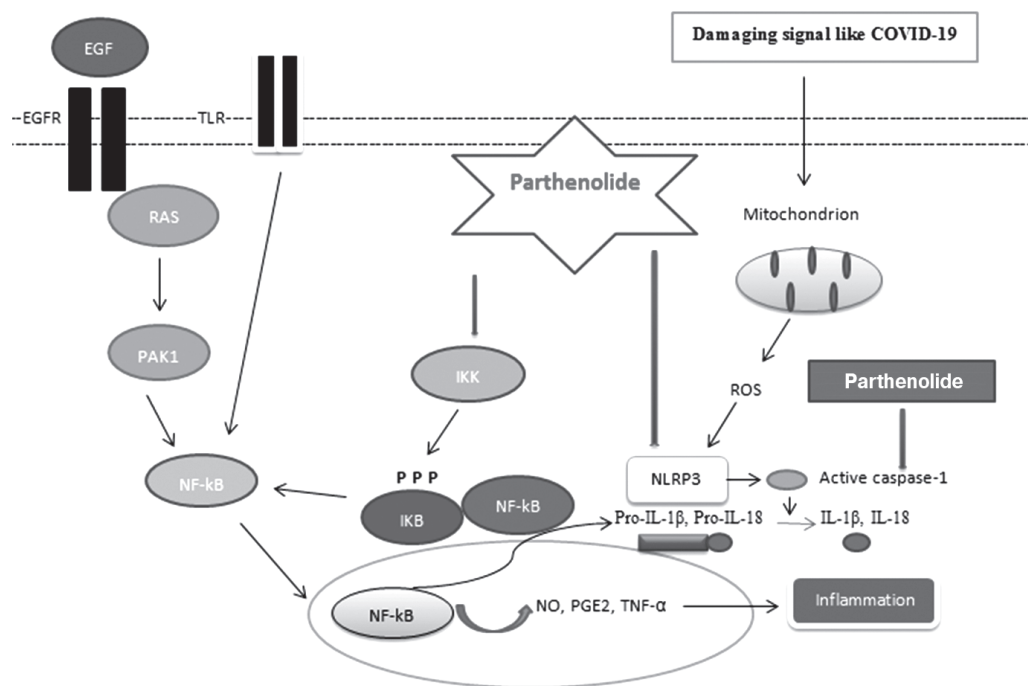 EGF
Damaging signal like COVID-19
EGFR
TLR
Parthenolide
RAS
Mitochondrion
PAK1
IKK
ROS
Parthenolide
P P P
NF-kB
IKB
NF-kB
NLRP3
Active caspase-1
Pro-IL-1β, Pro-IL-18
IL-1β, IL-18
NF-kB
NO, PGE2, TNF-α
Inflammation